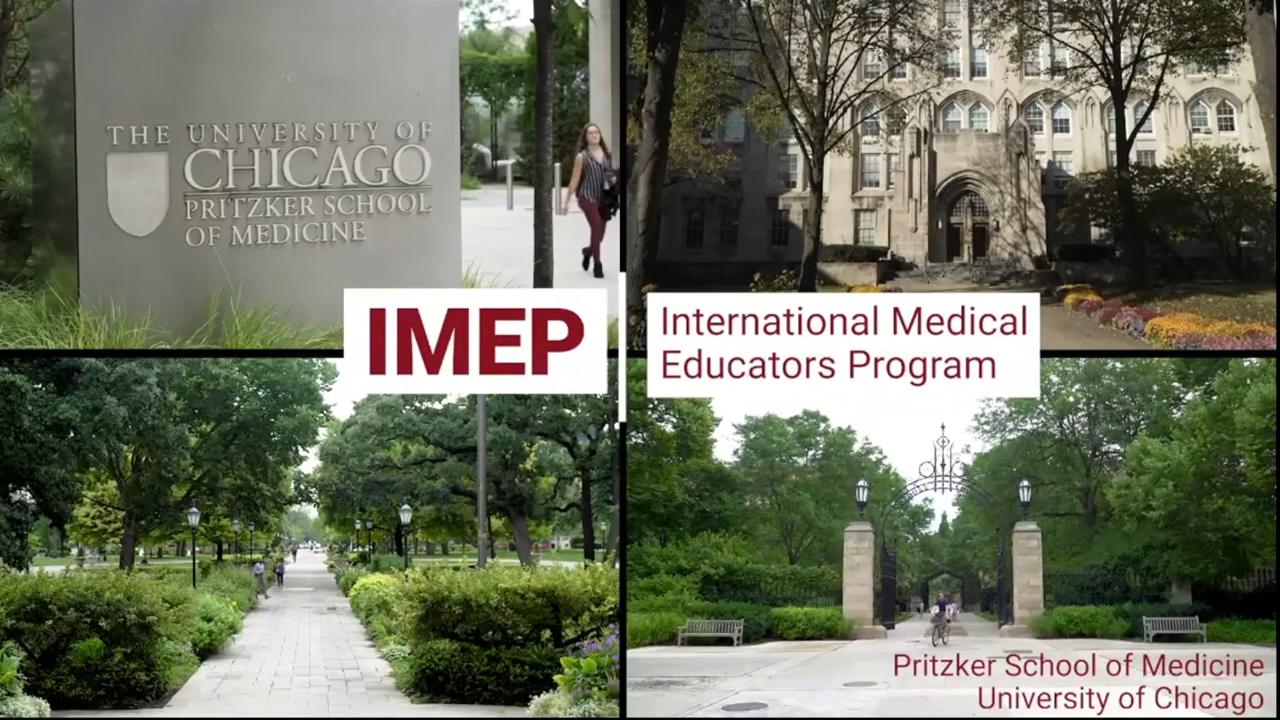 THE UNIVERSITY OF
CHICAGO
PRITZKER SCHOOL
OF MEDICINE
IMEP
International Medical
Educators Program
Pritzker School of Medicine
University of Chicago